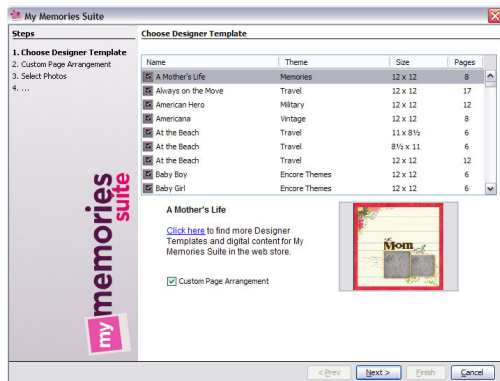 My Memories Suite
Steps
1. Choose Designer Template
2. Custom Page Arrangement
3. Select Photos
4. ...
my memories suite
Choose Designer Template
Name Theme Size Pages
A Mother's Life Memories 12 x 12 8
Always on the Move Travel 12 x 12 17
American Hero Military 12 x 12 12
Americana Vintage 12 x 12 8
At the Beach Travel 11 x 8½ 6
At the Beach Travel 8½ x 11 6
At the Beach Travel 12 x 12 12
Baby Boy Encore Themes 12 x 12 6
Baby Girl Encore Themes 12 x 12 6
A Mother's Life
Click here to find more Designer
Templates and digital content for My
Memories Suite in the web store.
Mom
Custom Page Arrangement
< Prev Next > Finish Cancel